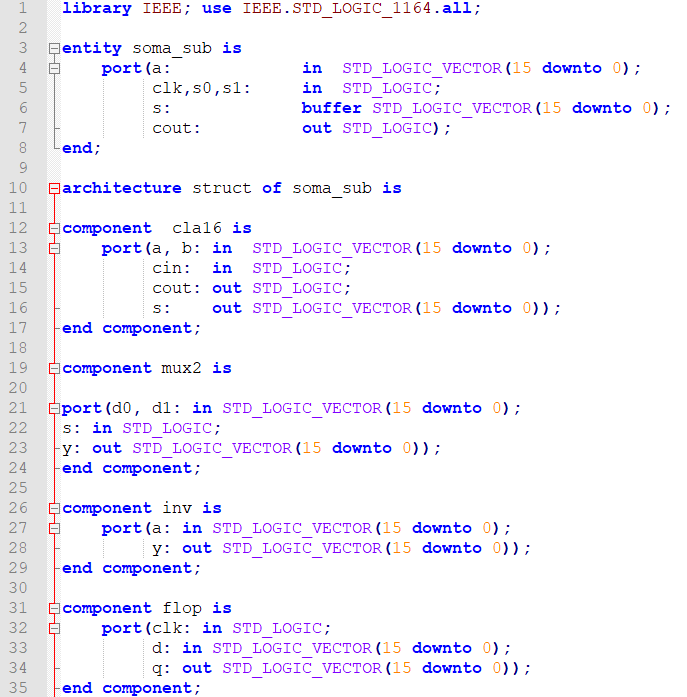 1 library IEEE; use IEEE.STD_LOGIC_1164.all;
2
3 entity soma_sub is
4     port(a:             in  STD_LOGIC_VECTOR(15 downto 0);
5          clk,s0,s1:     in  STD_LOGIC;
6          s:             buffer STD_LOGIC_VECTOR(15 downto 0);
7          cout:          out STD_LOGIC);
8 end;
9
10 architecture struct of soma_sub is
11
12 component  cla16 is
13     port(a, b: in  STD_LOGIC_VECTOR(15 downto 0);
14          cin:  in  STD_LOGIC;
15          cout: out STD_LOGIC;
16          s:    out STD_LOGIC_VECTOR(15 downto 0));
17 end component;
18
19 component mux2 is
20
21 port(d0, d1: in STD_LOGIC_VECTOR(15 downto 0);
22 s: in STD_LOGIC;
23 y: out STD_LOGIC_VECTOR(15 downto 0));
24 end component;
25
26 component inv is
27     port(a: in STD_LOGIC_VECTOR(15 downto 0);
28          y: out STD_LOGIC_VECTOR(15 downto 0));
29 end component;
30
31 component flop is
32     port(clk: in STD_LOGIC;
33          d: in STD_LOGIC_VECTOR(15 downto 0);
34          q: out STD_LOGIC_VECTOR(15 downto 0));
35 end component;